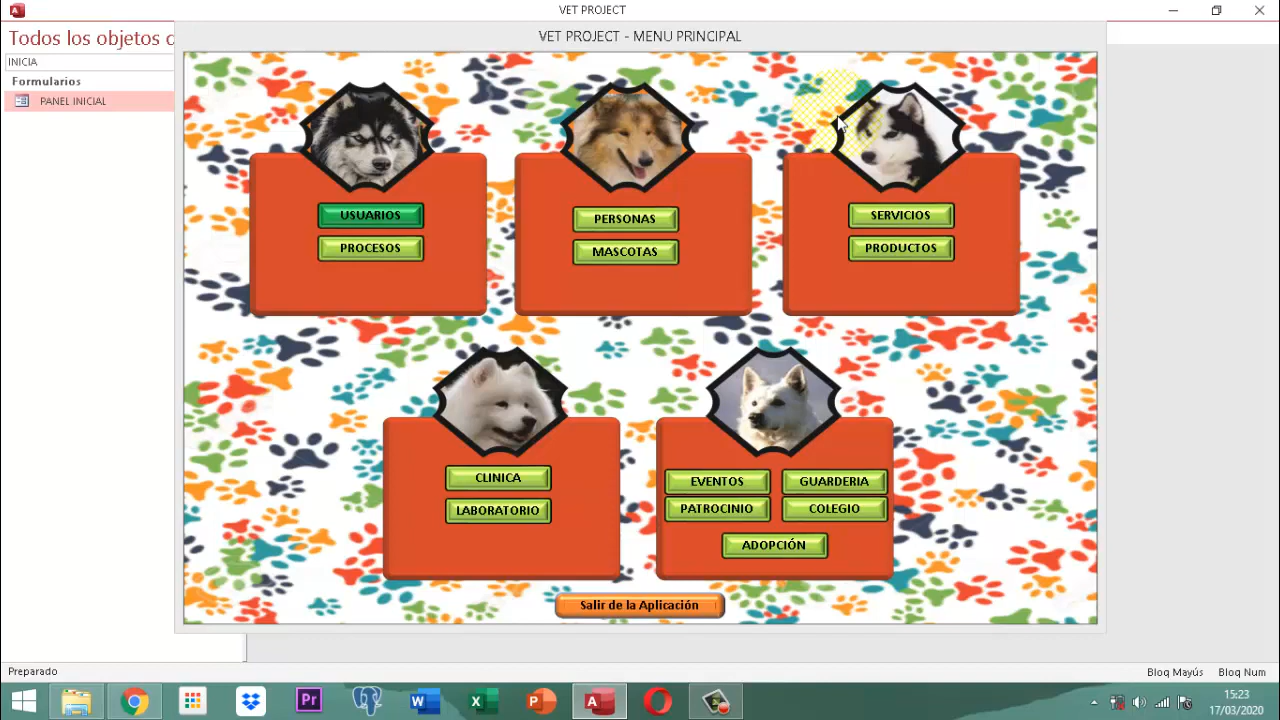 VET PROJECT
Todos los objetos d
VET PROJECT - MENU PRINCIPAL
INICIA
Formularios
PANEL INICIAL
USUARIOS
PROCESOS
PERSONAS
MASCOTAS
SERVICIOS
PRODUCTOS
CLINICA
LABORATORIO
EVENTOS
GUARDERIA
PATROCINIO
COLEGIO
ADOPCIÓN
Salir de la Aplicación
Preparado
Bloq Mayús
Bloq Num
Pr
W
X
P
A
15:23
17/03/2020